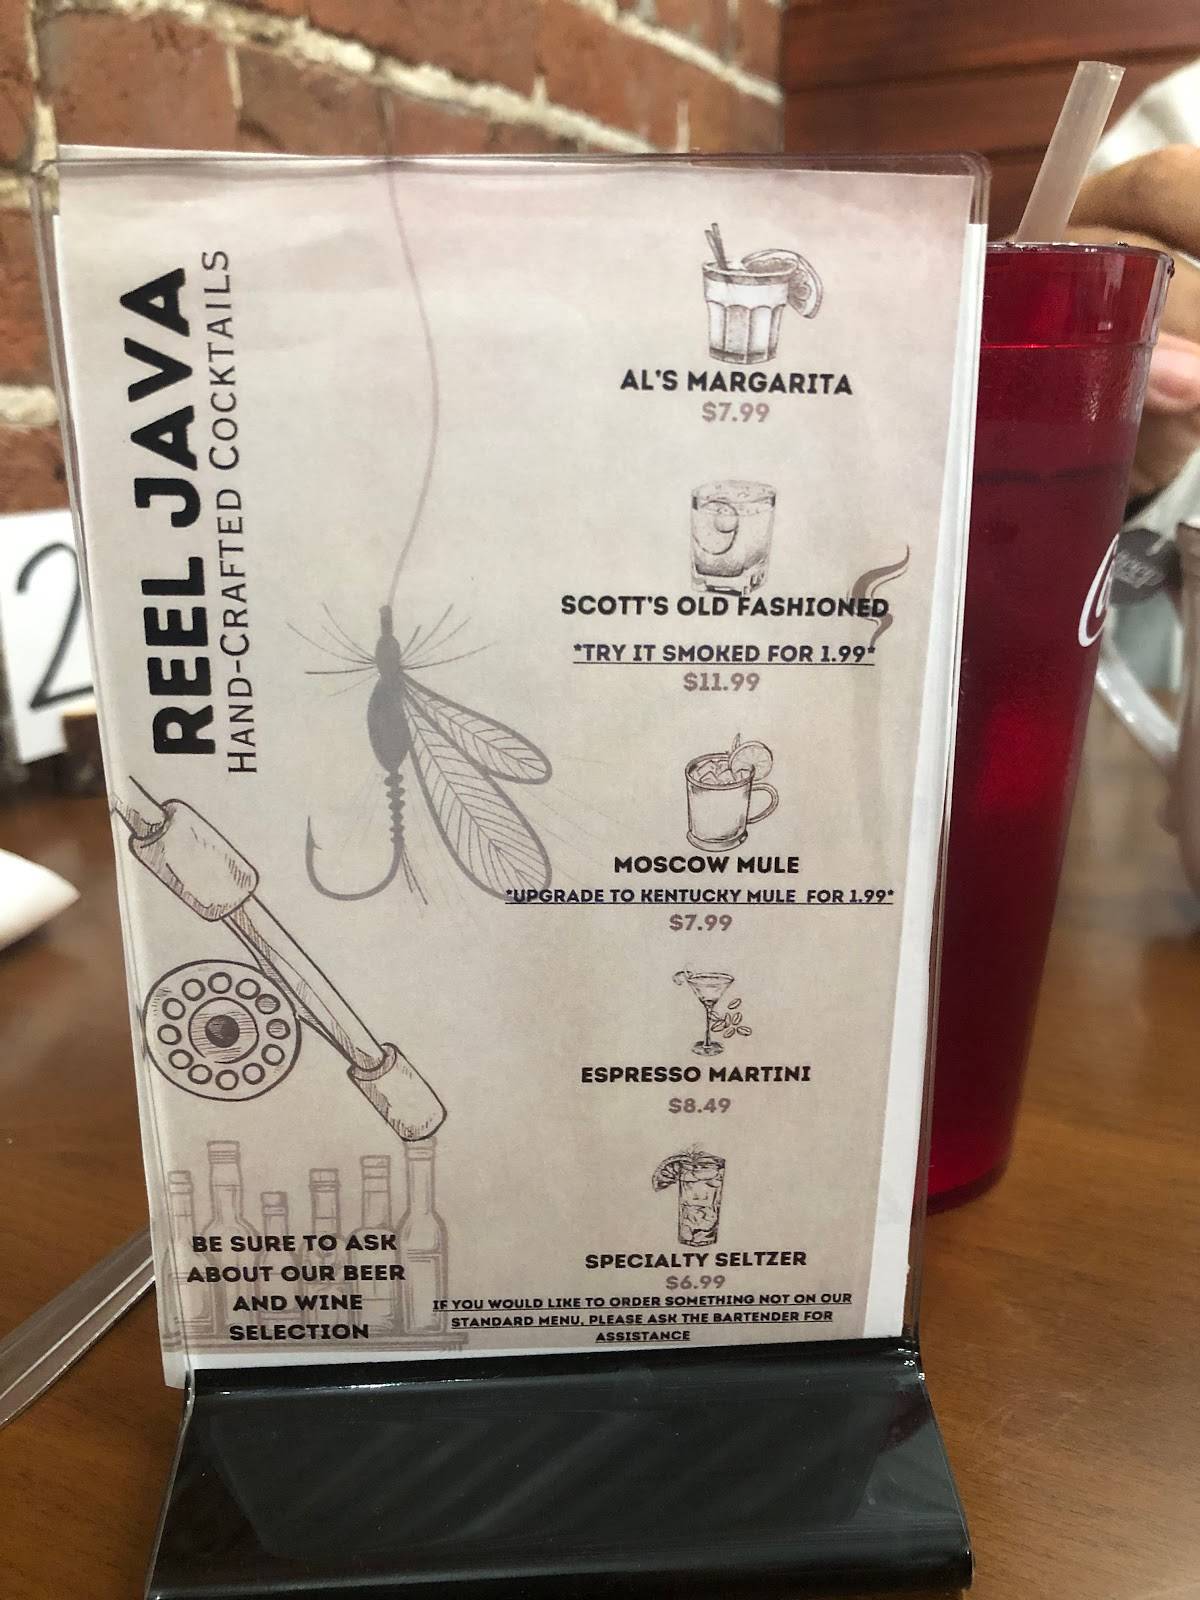 REEL JAVA
HAND-CRAFTED COCKTAILS
AL'S MARGARITA
$7.99
SCOTT'S OLD FASHIONED
*TRY IT SMOKED FOR 1.99*
$11.99
MOSCOW MULE
*UPGRADE TO KENTUCKY MULE FOR 1.99*
$7.99
ESPRESSO MARTINI
$8.49
SPECIALTY SELTZER
$6.99
IF YOU WOULD LIKE TO ORDER SOMETHING NOT ON OUR
STANDARD MENU, PLEASE ASK THE BARTENDER FOR
ASSISTANCE
BE SURE TO ASK
ABOUT OUR BEER
AND WINE
SELECTION
2